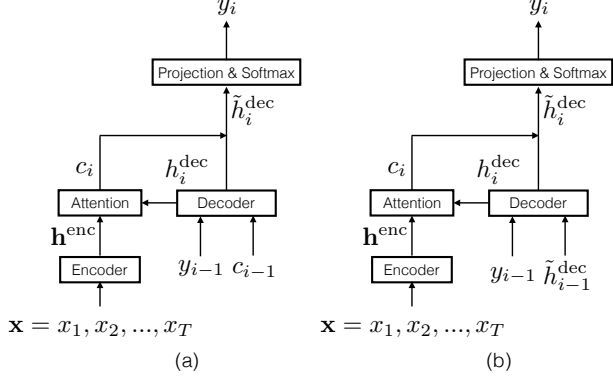 y_i
Projection & Softmax
h̃_i^dec
c_i
h_i^dec
Attention
Decoder
h^enc
Encoder
y_{i−1}
c_{i−1}
x = x_1, x_2, ..., x_T
(a)
y_i
Projection & Softmax
h̃_i^dec
c_i
h_i^dec
Attention
Decoder
h^enc
Encoder
y_{i−1}
h̃_{i−1}^dec
x = x_1, x_2, ..., x_T
(b)